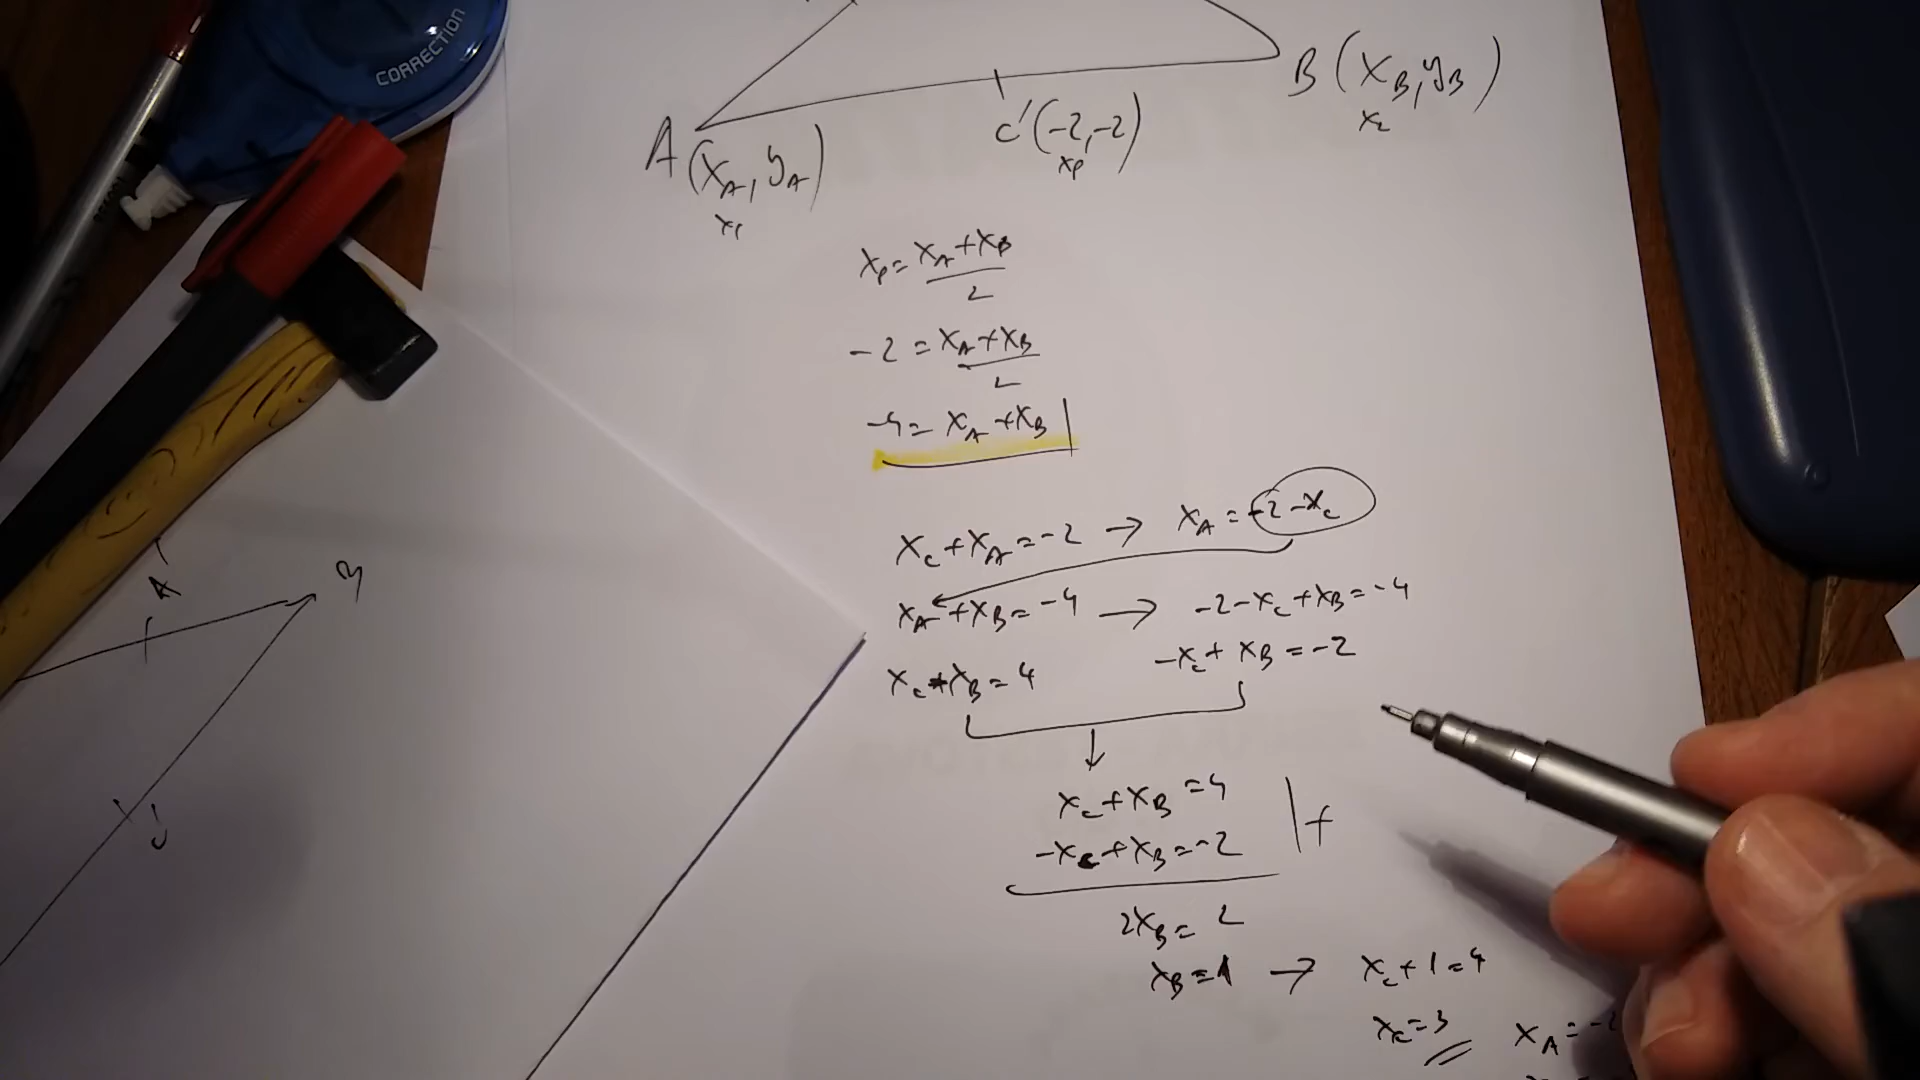 CORRECTION
B (x_B, y_B)
x_2
C'(-2,-2)
x_p
A (x_A, y_A)
x_1
x_p = (x_A + x_B)/2
-2 = (x_A + x_B)/2
-4 = x_A + x_B
x_c + x_A = -2 → x_A = -2 - x_c
x_A + x_B = -4 → -2 - x_c + x_B = -4
x_c + x_B = 4 -x_c + x_B = -2
x_c + x_B = 4
-x_c + x_B = -2 | +
2x_B = 2
x_B = 1 → x_c + 1 = 4
x_c = 3 x_A = -2
A